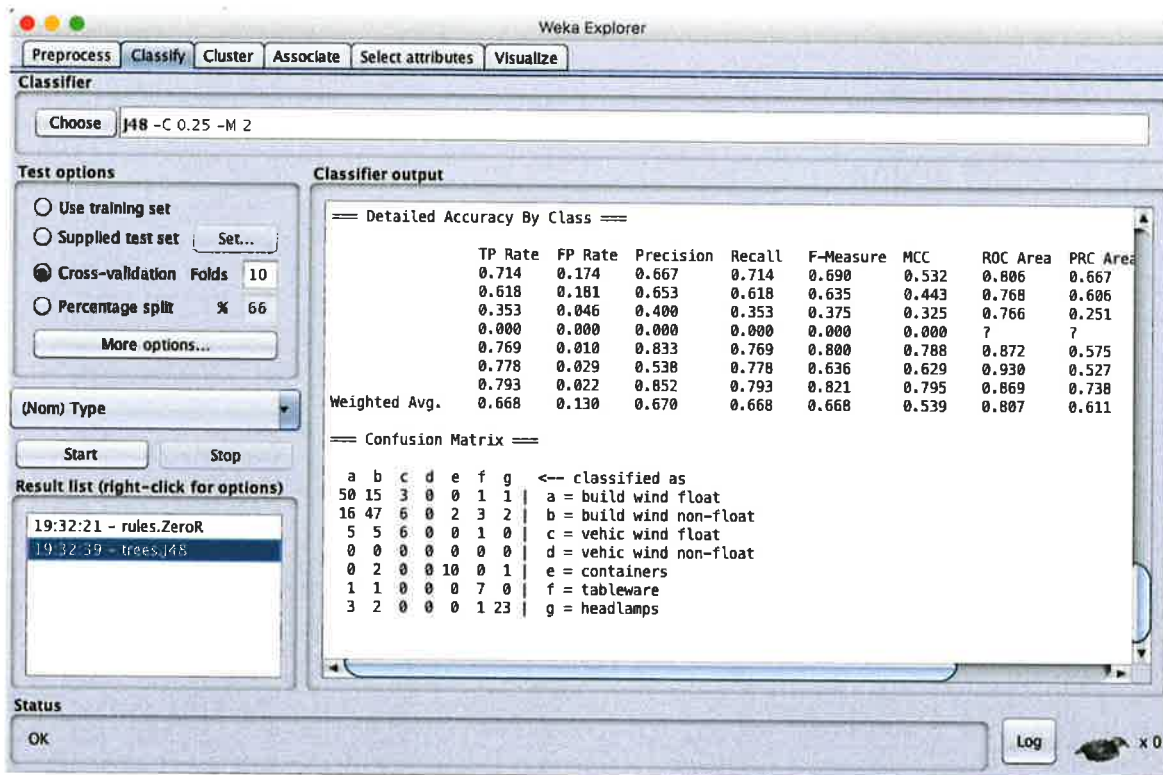 Weka Explorer
Preprocess Classify Cluster Associate Select attributes Visualize
Classifier
Choose J48 -C 0.25 -M 2
Test options
Use training set
Supplied test set Set...
Cross-validation Folds 10
Percentage split % 66
More options...
(Nom) Type
Start Stop
Result list (right-click for options)
19:32:21 - rules.ZeroR
19:32:39 - trees.J48
Classifier output
=== Detailed Accuracy By Class ===
TP Rate FP Rate Precision Recall F-Measure MCC ROC Area PRC Area
0.714 0.174 0.667 0.714 0.690 0.532 0.806 0.667
0.618 0.181 0.653 0.618 0.635 0.443 0.768 0.606
0.353 0.046 0.400 0.353 0.375 0.325 0.766 0.251
0.000 0.000 0.000 0.000 0.000 0.000 ? ?
0.769 0.010 0.833 0.769 0.800 0.788 0.872 0.575
0.778 0.029 0.538 0.778 0.636 0.629 0.930 0.527
0.793 0.022 0.852 0.793 0.821 0.795 0.869 0.738
Weighted Avg. 0.668 0.130 0.670 0.668 0.668 0.539 0.807 0.611
=== Confusion Matrix ===
a b c d e f g <-- classified as
50 15 3 0 0 1 1 | a = build wind float
16 47 6 0 2 3 2 | b = build wind non-float
5 5 6 0 0 1 0 | c = vehic wind float
0 0 0 0 0 0 0 | d = vehic wind non-float
0 2 0 0 10 0 1 | e = containers
1 1 0 0 0 7 0 | f = tableware
3 2 0 0 0 1 23 | g = headlamps
Status
OK
Log
x 0